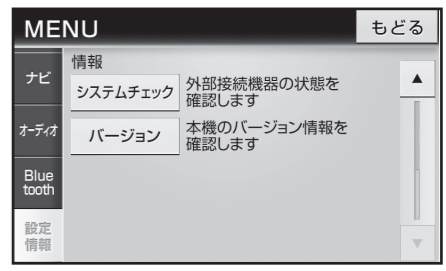 MENU
もどる
ナビ
オーディオ
Blue
tooth
設定
情報
情報
システムチェック
外部接続機器の状態を
確認します
バージョン
本機のバージョン情報を
確認します
▲
▼